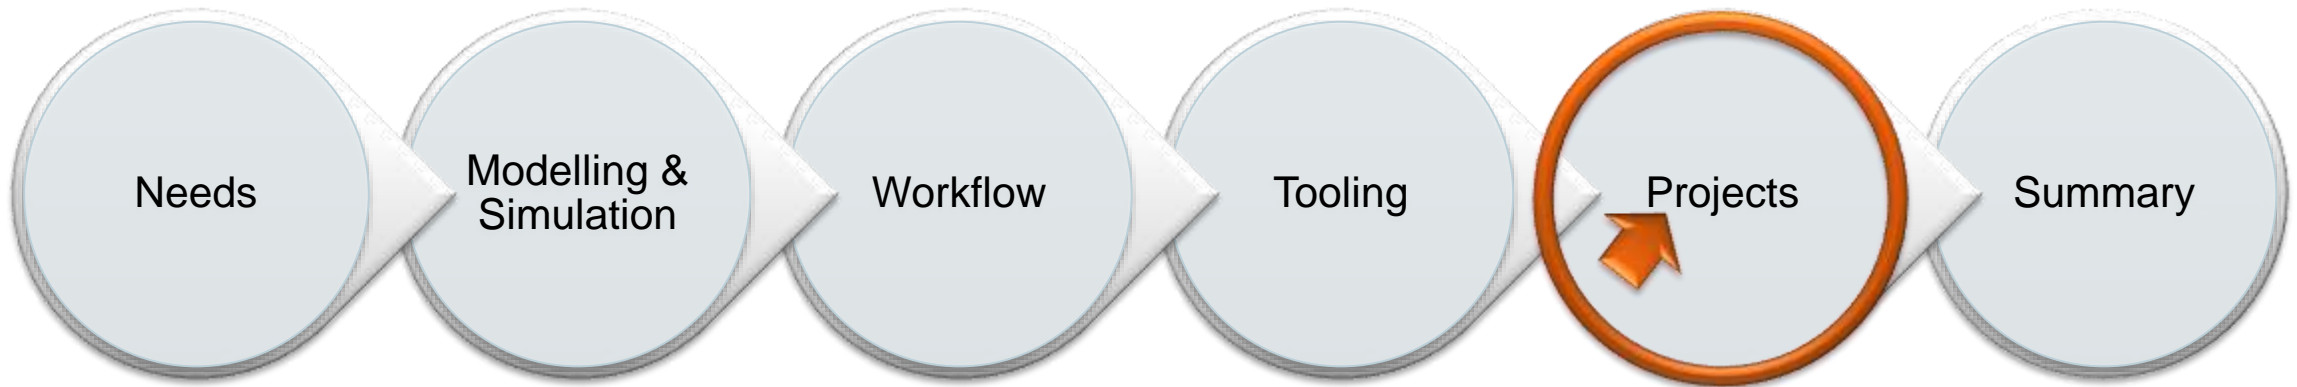 Needs
Modelling &
Simulation
Workflow
Tooling
Projects
Summary